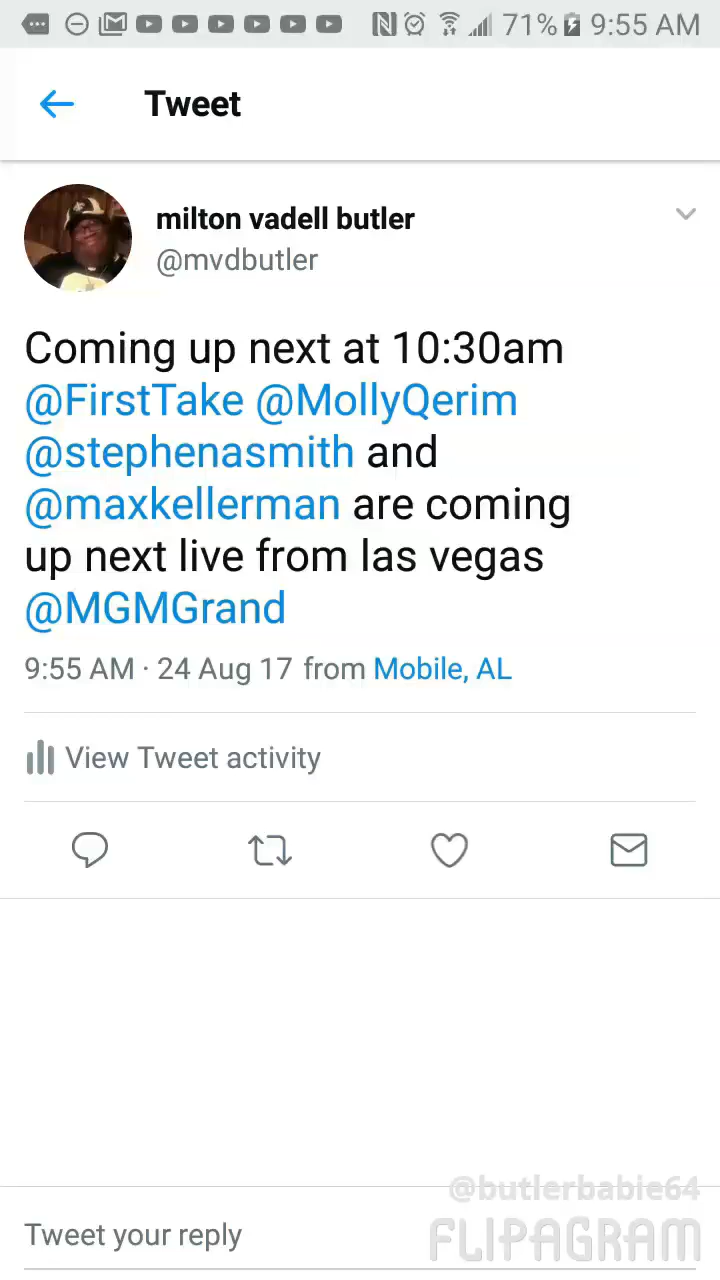 71% 9:55 AM
Tweet
milton vadell butler
@mvdbutler
Coming up next at 10:30am
@FirstTake @MollyQerim
@stephenasmith and
@maxkellerman are coming
up next live from las vegas
@MGMGrand
9:55 AM · 24 Aug 17 from Mobile, AL
View Tweet activity
@butlerbabie64
Tweet your reply
FLIPAGRAM